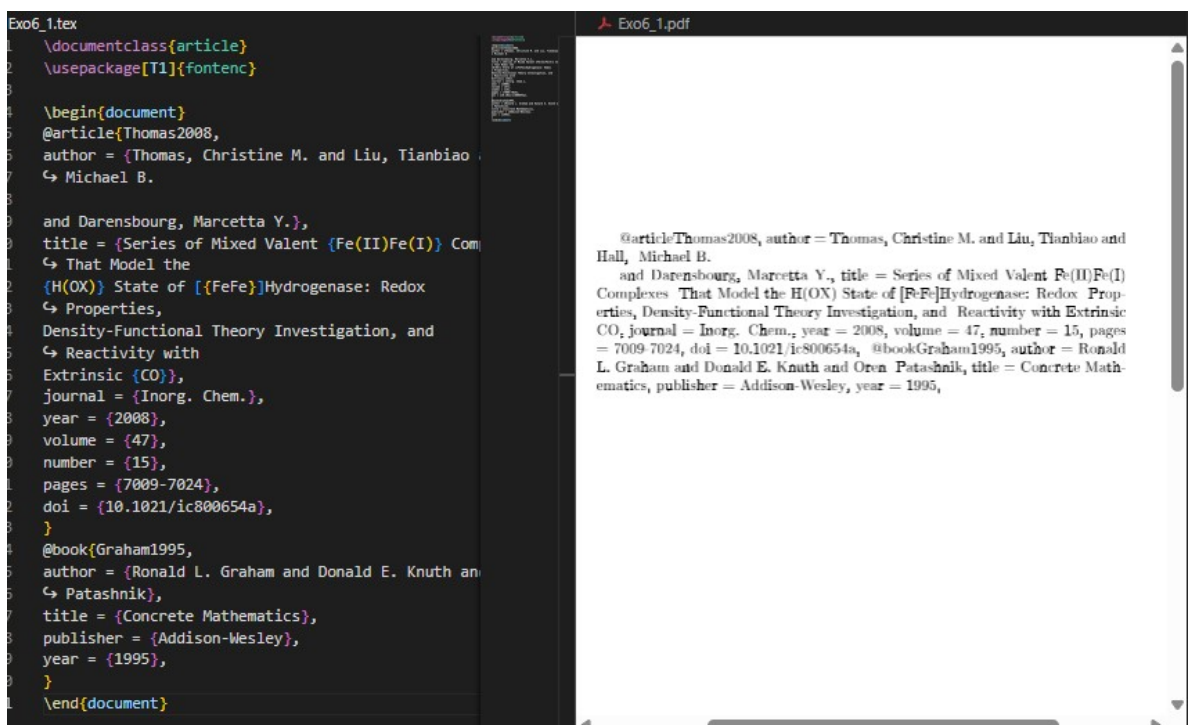 Exo6_1.tex
\documentclass{article}
\usepackage[T1]{fontenc}
\begin{document}
@article{Thomas2008,
author = {Thomas, Christine M. and Liu, Tianbiao
↪ Michael B.
and Darensbourg, Marcetta Y.},
title = {Series of Mixed Valent {Fe(II)Fe(I)} Com
↪ That Model the
{H(OX)} State of [{FeFe}]Hydrogenase: Redox
↪ Properties,
Density-Functional Theory Investigation, and
↪ Reactivity with
Extrinsic {CO}},
journal = {Inorg. Chem.},
year = {2008},
volume = {47},
number = {15},
pages = {7009-7024},
doi = {10.1021/ic800654a},
}
@book{Graham1995,
author = {Ronald L. Graham and Donald E. Knuth an
↪ Patashnik},
title = {Concrete Mathematics},
publisher = {Addison-Wesley},
year = {1995},
}
\end{document}
Exo6_1.pdf
@articleThomas2008, author = Thomas, Christine M. and Liu, Tianbiao and
Hall, Michael B.
and Darensbourg, Marcetta Y., title = Series of Mixed Valent Fe(II)Fe(I)
Complexes That Model the H(OX) State of [FeFe]Hydrogenase: Redox Prop-
erties, Density-Functional Theory Investigation, and Reactivity with Extrinsic
CO, journal = Inorg. Chem., year = 2008, volume = 47, number = 15, pages
= 7009-7024, doi = 10.1021/ic800654a, @bookGraham1995, author = Ronald
L. Graham and Donald E. Knuth and Oren Patashnik, title = Concrete Math-
ematics, publisher = Addison-Wesley, year = 1995,